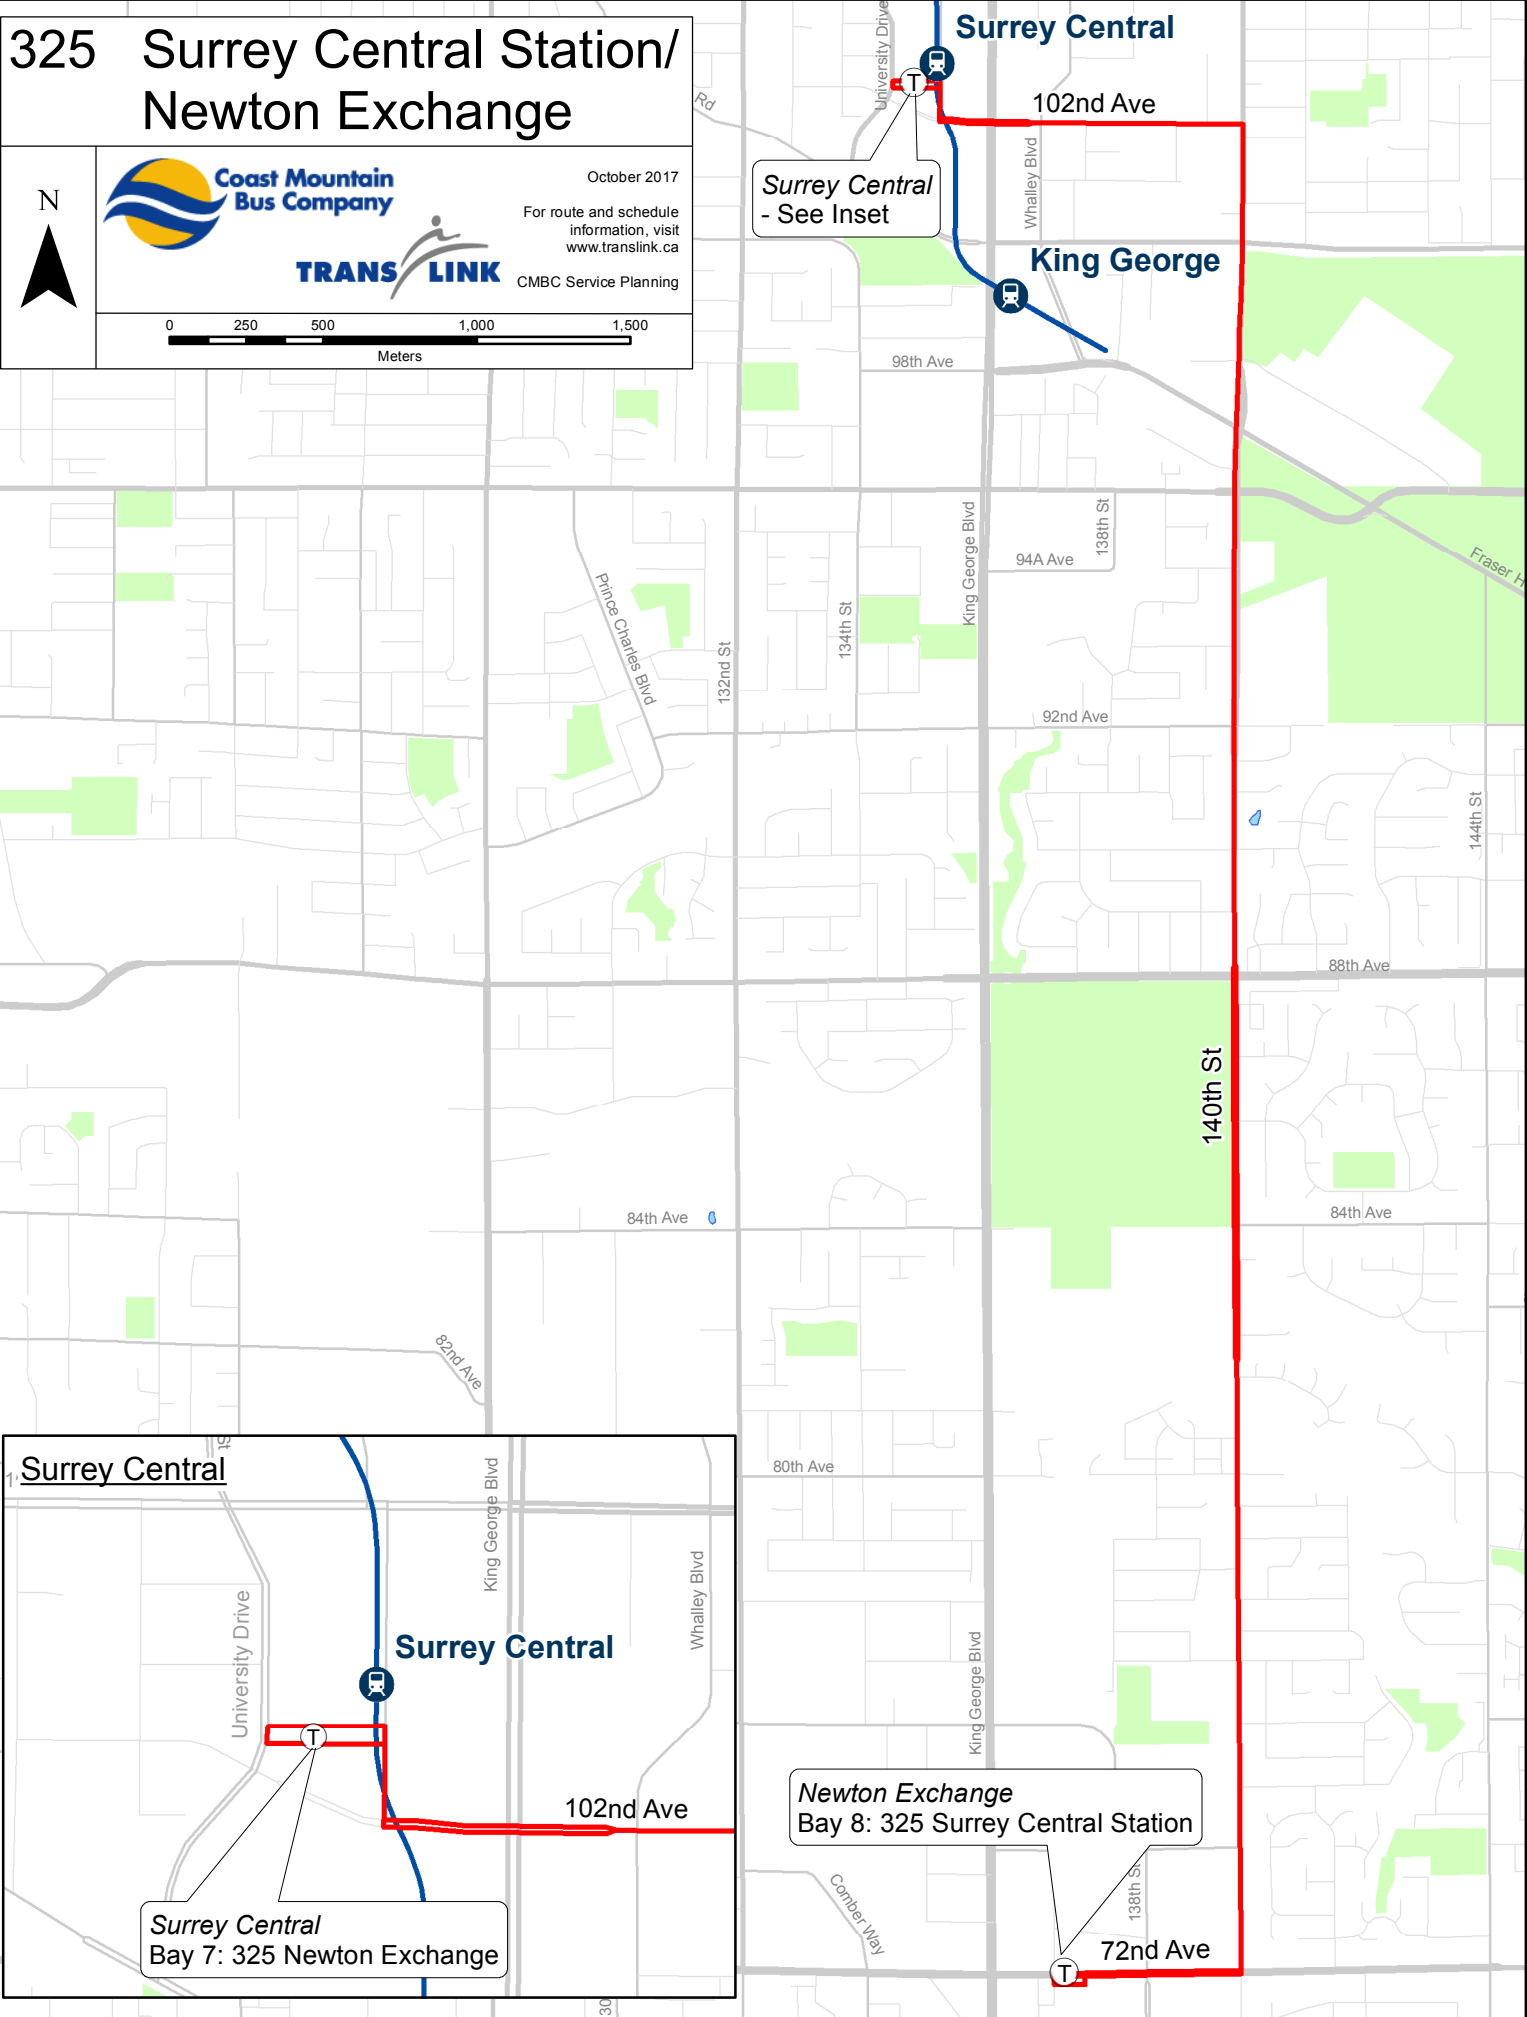 325 Surrey Central Station/
Newton Exchange
N
Coast Mountain
Bus Company
TRANS LINK
October 2017
For route and schedule
information, visit
www.translink.ca
CMBC Service Planning
0 250 500 1,000 1,500
Meters
Surrey Central
University Drive
T
102nd Ave
Rd
Whalley Blvd
Surrey Central
- See Inset
King George
98th Ave
King George Blvd
138th St
94A Ave
Fraser H
Prince Charles Blvd
134th St
132nd St
92nd Ave
144th St
88th Ave
140th St
84th Ave
84th Ave
82nd Ave
80th Ave
King George Blvd
Newton Exchange
Bay 8: 325 Surrey Central Station
Comber Way
138th St
72nd Ave
T
Surrey Central
St
King George Blvd
Whalley Blvd
University Drive
Surrey Central
T
102nd Ave
Surrey Central
Bay 7: 325 Newton Exchange
30